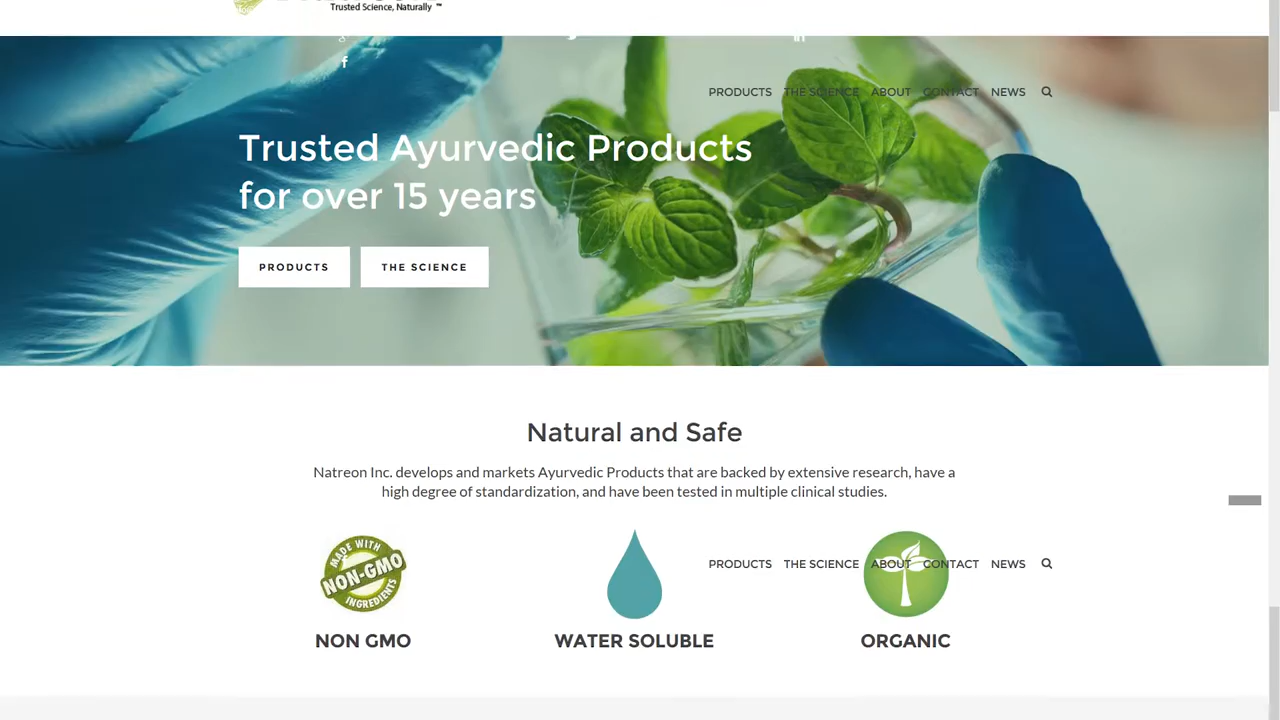 Trusted Science, Naturally ™
f
PRODUCTS THE SCIENCE ABOUT CONTACT NEWS
Trusted Ayurvedic Products
for over 15 years
PRODUCTS
THE SCIENCE
Natural and Safe
Natreon Inc. develops and markets Ayurvedic Products that are backed by extensive research, have a
high degree of standardization, and have been tested in multiple clinical studies.
MADE WITH
NON-GMO
INGREDIENTS
PRODUCTS THE SCIENCE ABOUT CONTACT NEWS
NON GMO
WATER SOLUBLE
ORGANIC